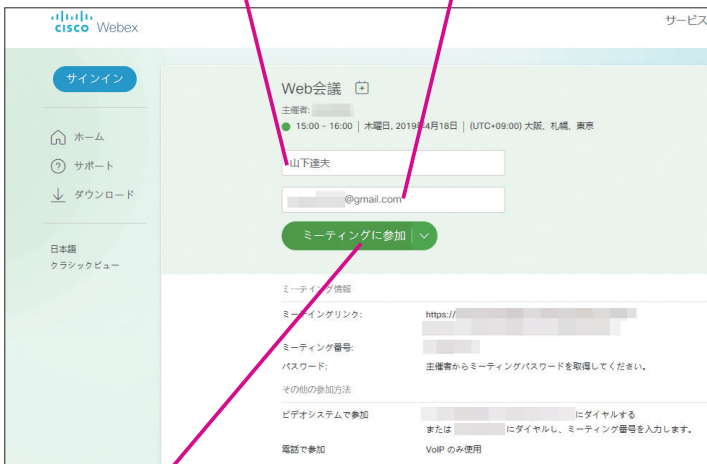 CISCO Webex
サービス
サインイン
ホーム
サポート
ダウンロード
日本語
クラシックビュー
Web会議
主催者:
15:00 - 16:00 | 木曜日, 2019年4月18日 | (UTC+09:00) 大阪、札幌、東京
山下達夫
@gmail.com
ミーティングに参加
ミーティング情報
ミーティングリンク: https://
ミーティング番号:
パスワード: 主催者からミーティングパスワードを取得してください。
その他の参加方法
ビデオシステムで参加 にダイヤルする
または にダイヤルし、ミーティング番号を入力します。
電話で参加 VoIP のみ使用